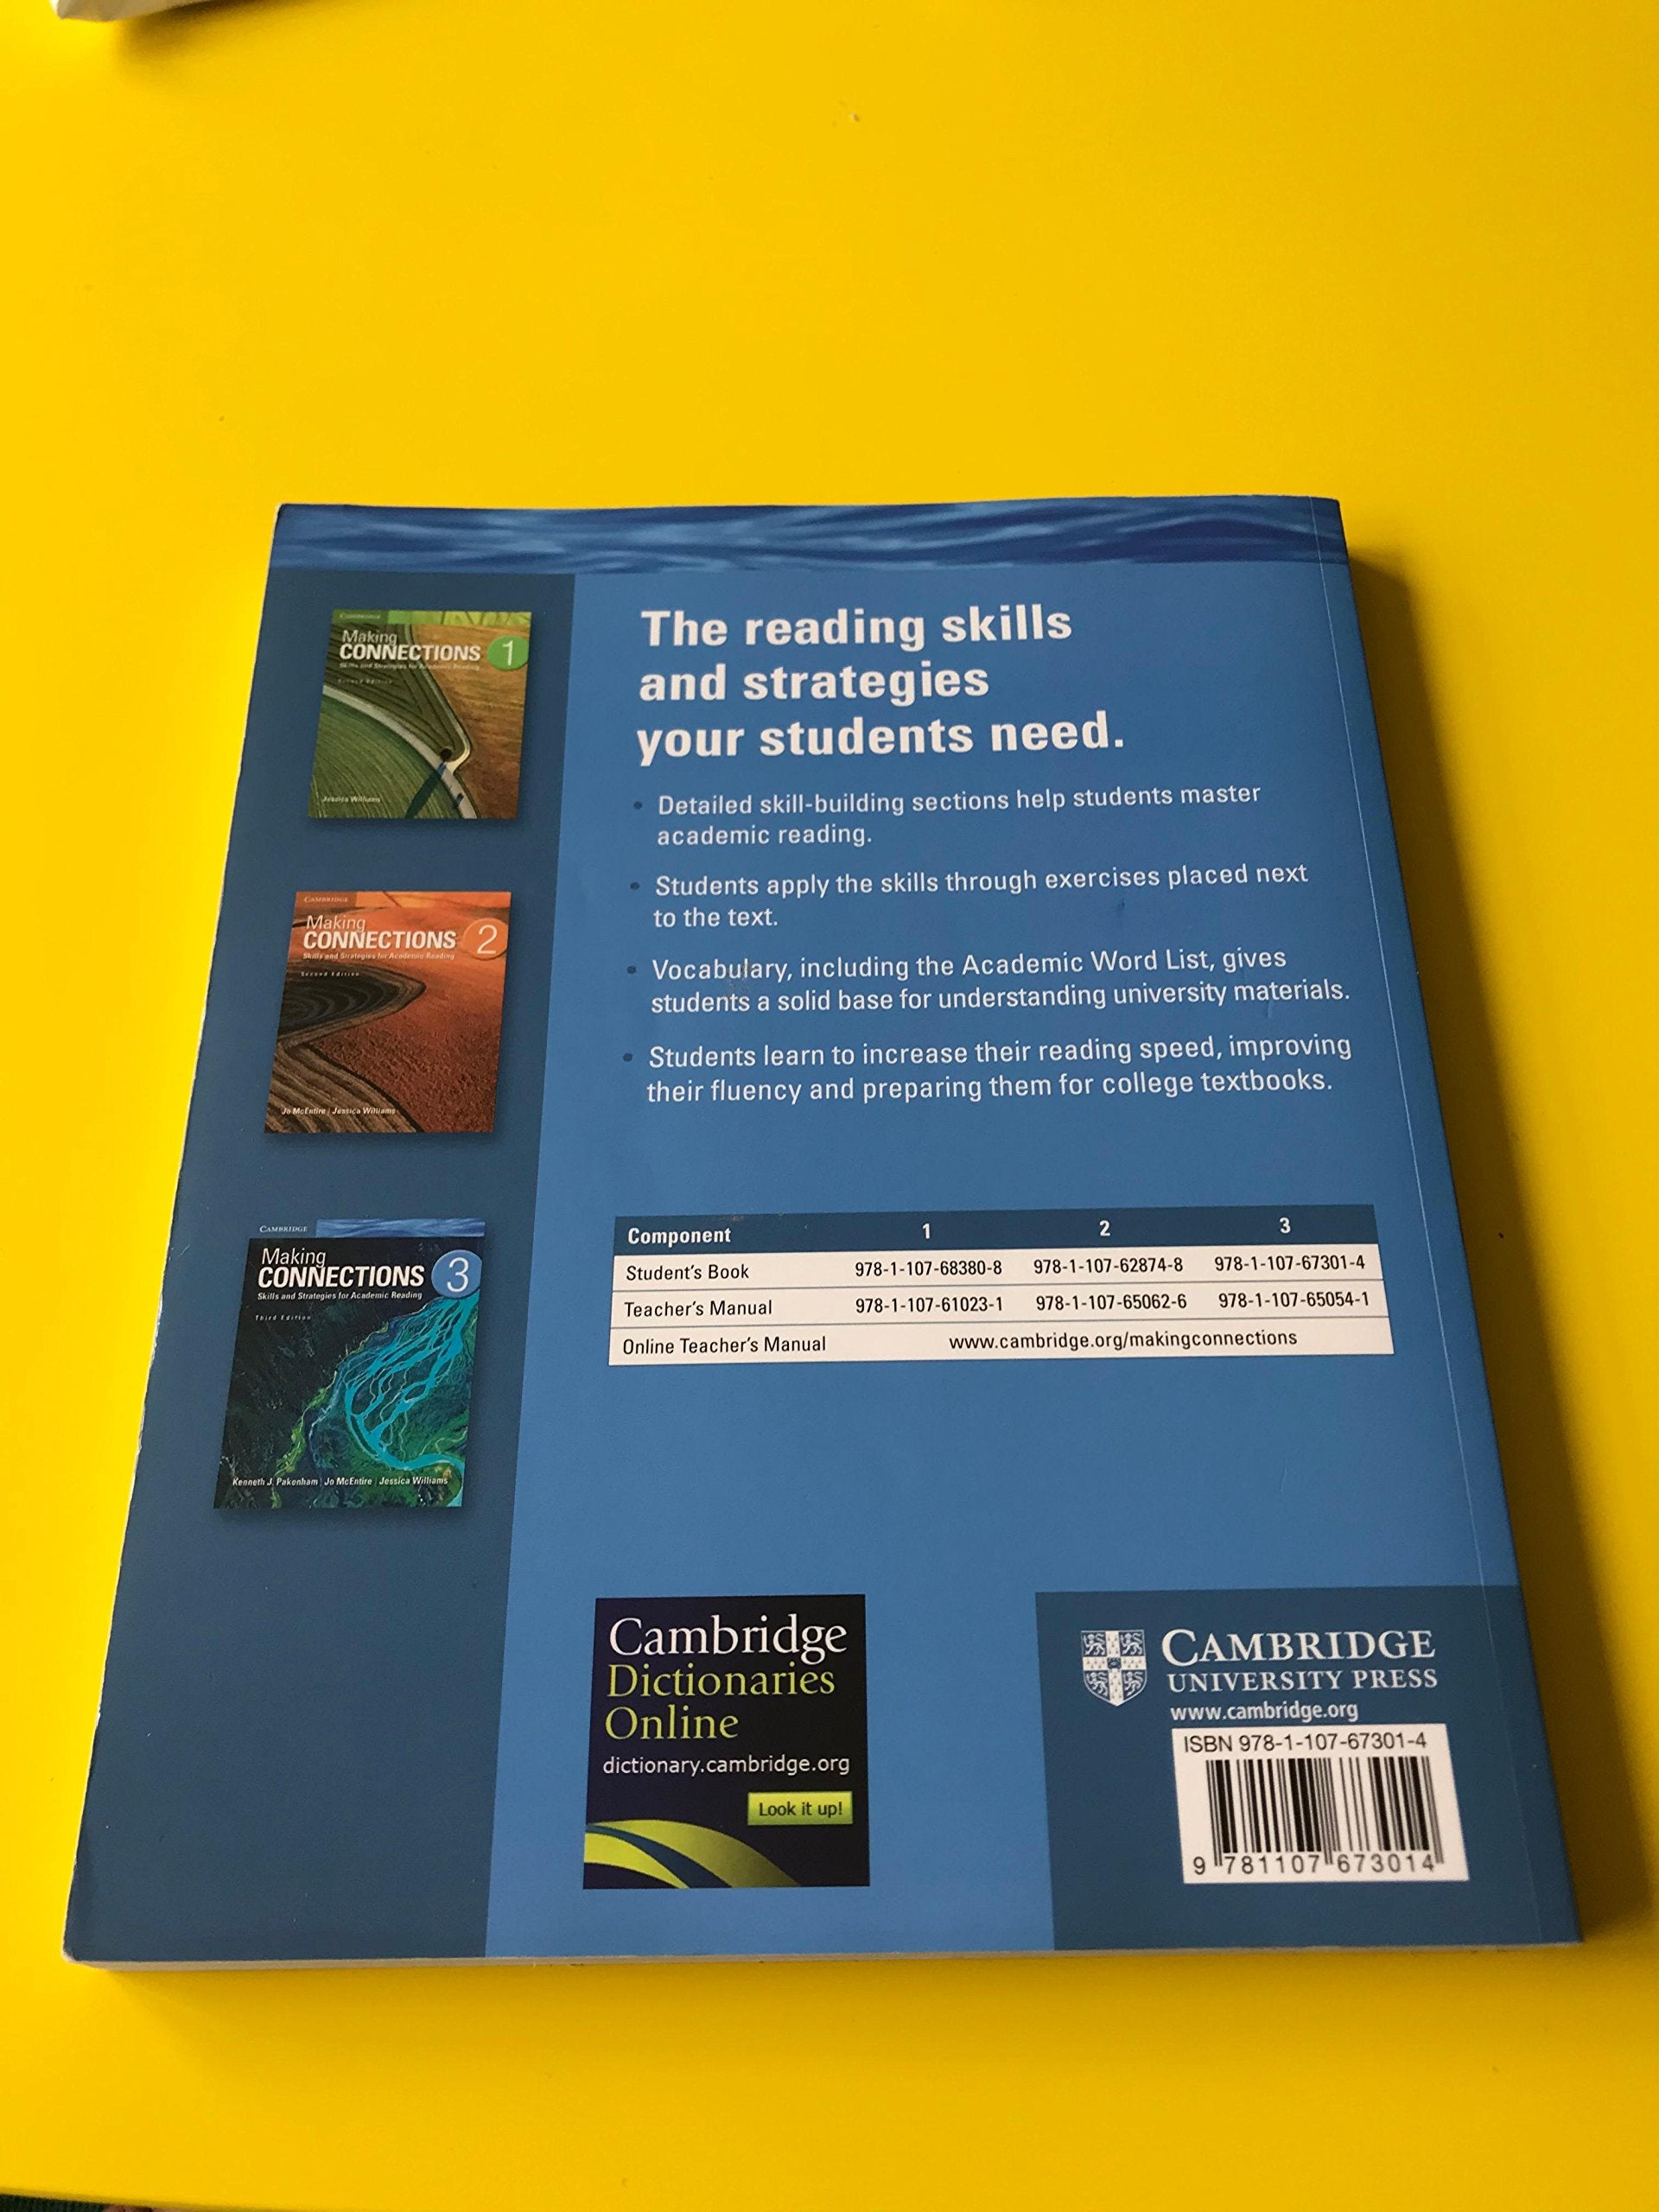 CAMBRIDGE
Making
CONNECTIONS 1
Skills and Strategies for Academic Reading
Second Edition
Jessica Williams
CAMBRIDGE
Making
CONNECTIONS 2
Skills and Strategies for Academic Reading
Second Edition
Jo McEntire | Jessica Williams
CAMBRIDGE
Making
CONNECTIONS 3
Skills and Strategies for Academic Reading
Third Edition
Kenneth J. Pakenham | Jo McEntire | Jessica Williams
The reading skills
and strategies
your students need.
• Detailed skill-building sections help students master
academic reading.
• Students apply the skills through exercises placed next
to the text.
• Vocabulary, including the Academic Word List, gives
students a solid base for understanding university materials.
• Students learn to increase their reading speed, improving
their fluency and preparing them for college textbooks.
Component 1 2 3
Student's Book 978-1-107-68380-8 978-1-107-62874-8 978-1-107-67301-4
Teacher's Manual 978-1-107-61023-1 978-1-107-65062-6 978-1-107-65054-1
Online Teacher's Manual www.cambridge.org/makingconnections
Cambridge
Dictionaries
Online
dictionary.cambridge.org
Look it up!
CAMBRIDGE
UNIVERSITY PRESS
www.cambridge.org
ISBN 978-1-107-67301-4
9 781107 673014